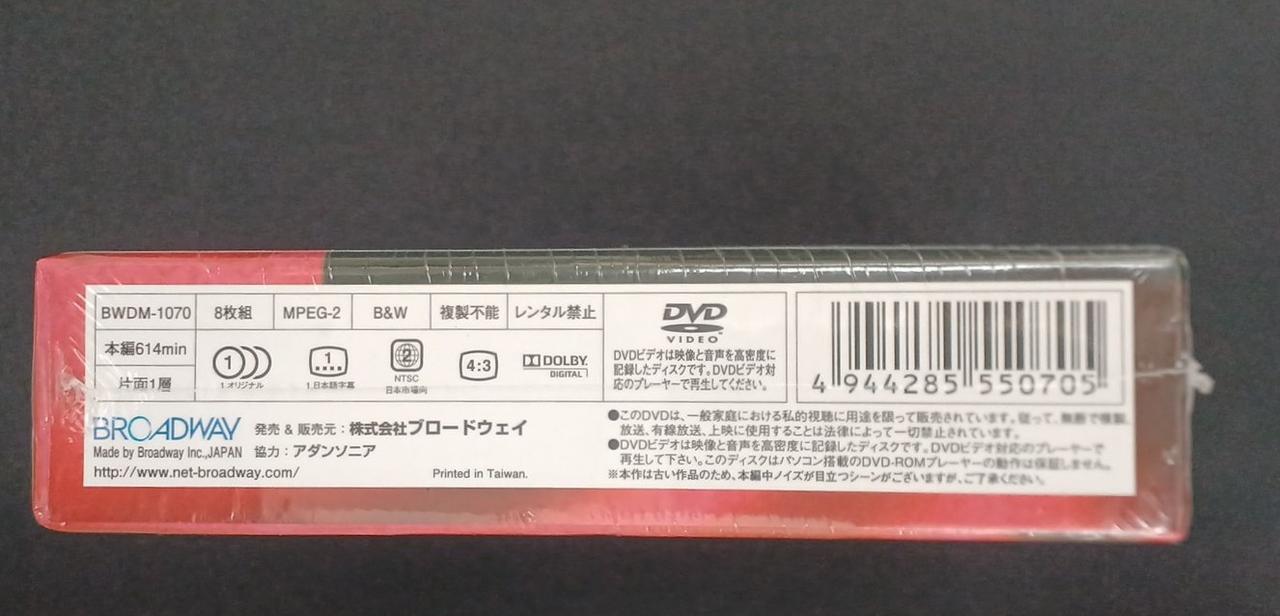 BWDM-1070 8枚組 MPEG-2 B&W 複製不能 レンタル禁止
本編614min
片面1層
1
1.オリジナル
1
1.日本語字幕
2
NTSC
日本市場向
4:3
DOLBY
DIGITAL
DVD
VIDEO
DVDビデオは映像と音声を高密度に
記録したディスクです。DVDビデオ対
応のプレーヤーで再生してください。
4 944285 550705
BROADWAY
Made by Broadway Inc.,JAPAN
http://www.net-broadway.com/
発売 & 販売元：株式会社ブロードウェイ
協力：アダンソニア
Printed in Taiwan.
●このDVDは、一般家庭における私的視聴に用途を限って販売されています。従って、無断で複製、
放送、有線放送、上映に使用することは法律によって一切禁止されています。
●DVDビデオは映像と音声を高密度に記録したディスクです。DVDビデオ対応のプレーヤーで
再生して下さい。このディスクはパソコン搭載のDVD-ROMプレーヤーの動作は保証しません。
※本作は古い作品のため、本編中ノイズが目立つシーンがございますが、ご了承ください。